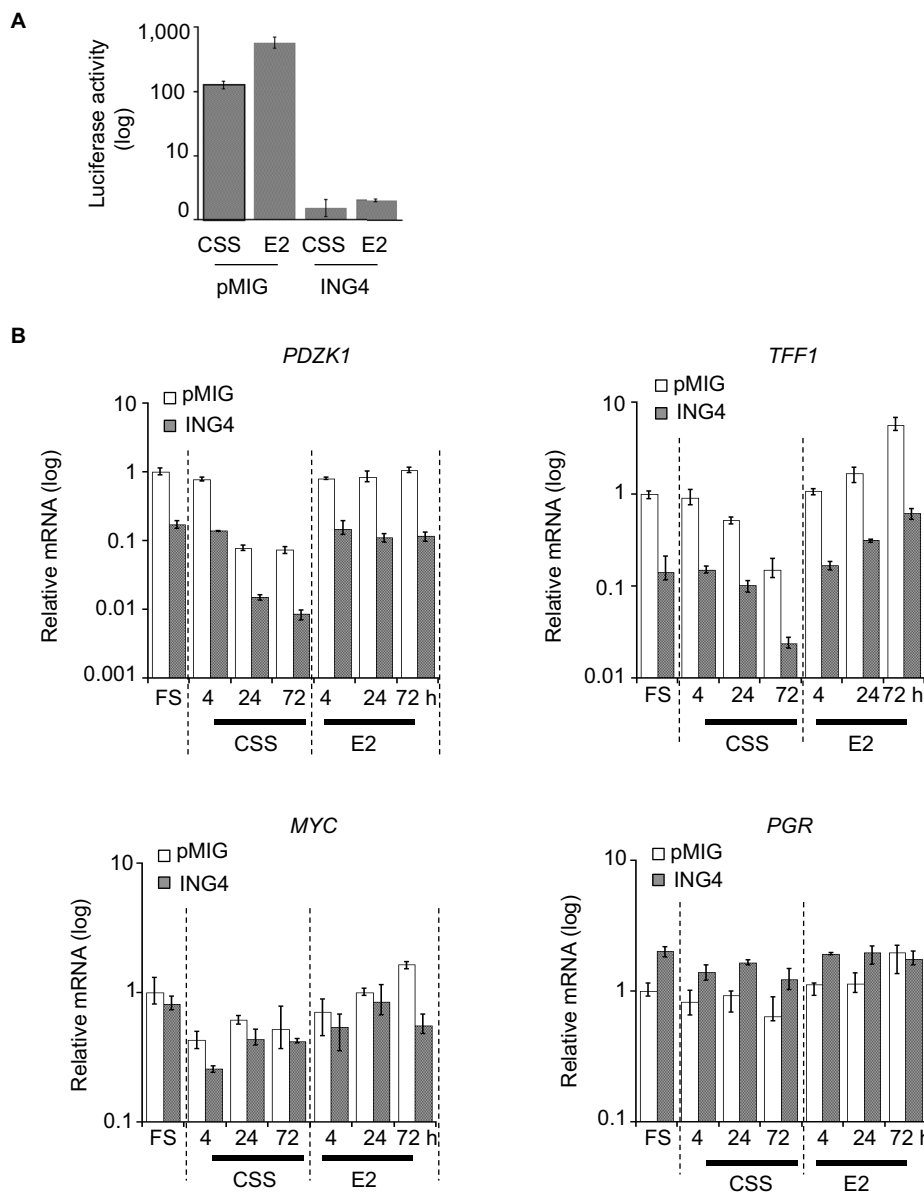 A
Luciferase activity
(log)
1,000
100
10
0
CSS E2 CSS E2
pMIG ING4
B
PDZK1
pMIG
ING4
Relative mRNA (log)
10
1
0.1
0.01
0.001
FS 4 24 72 4 24 72 h
CSS E2
TFF1
pMIG
ING4
Relative mRNA (log)
10
1
0.1
0.01
FS 4 24 72 4 24 72 h
CSS E2
MYC
pMIG
ING4
Relative mRNA (log)
10
1
0.1
FS 4 24 72 4 24 72 h
CSS E2
PGR
pMIG
ING4
Relative mRNA (log)
10
1
0.1
FS 4 24 72 4 24 72 h
CSS E2